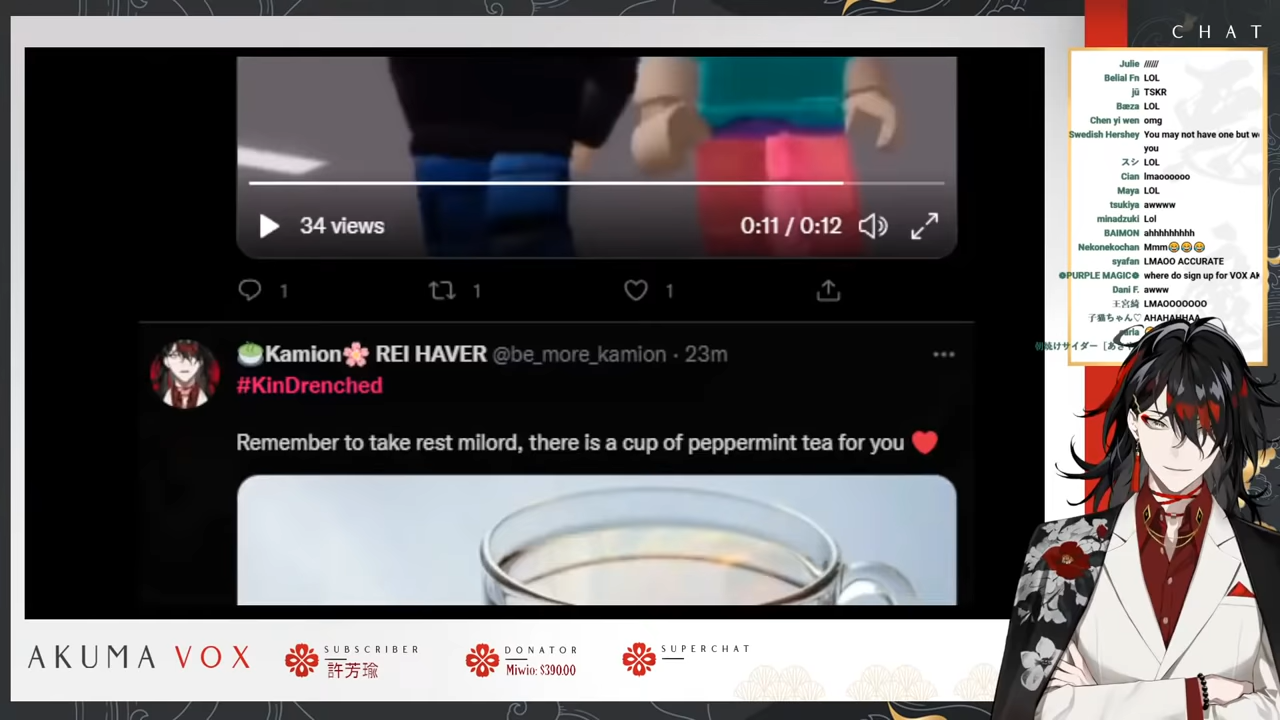 CHAT
Julie //////
Belial Fn LOL
jü TSKR
Bæza LOL
Chen yi wen omg
Swedish Hershey You may not have one but we
you
スシ LOL
Cian lmaoooooo
Maya LOL
tsukiya awwww
minadzuki Lol
BAIMON ahhhhhhhhh
Nekonekochan Mmm😂😂😂
syafan LMAOO ACCURATE
❁PURPLE MAGIC❁ where do sign up for VOX AK
Dani F. awww
王宮綺 LMAOOOOOOO
子猫ちゃん♡ AHAHAHHAA
34 views
0:11 / 0:12
1
1
1
🍵Kamion🌸 REI HAVER @be_more_kamion · 23m
#KinDrenched
Remember to take rest milord, there is a cup of peppermint tea for you ❤️
AKUMA VOX
SUBSCRIBER
許芳瑜
DONATOR
Miwio: $390.00
SUPERCHAT